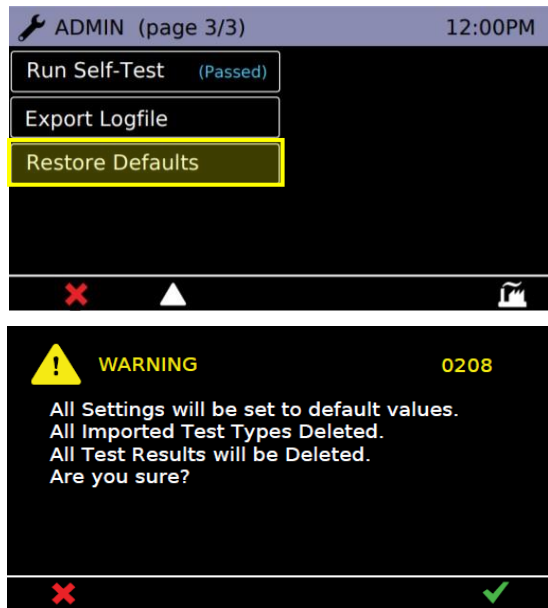 ADMIN (page 3/3) 12:00PM
Run Self-Test (Passed)
Export Logfile
Restore Defaults
! WARNING 0208
All Settings will be set to default values.
All Imported Test Types Deleted.
All Test Results will be Deleted.
Are you sure?